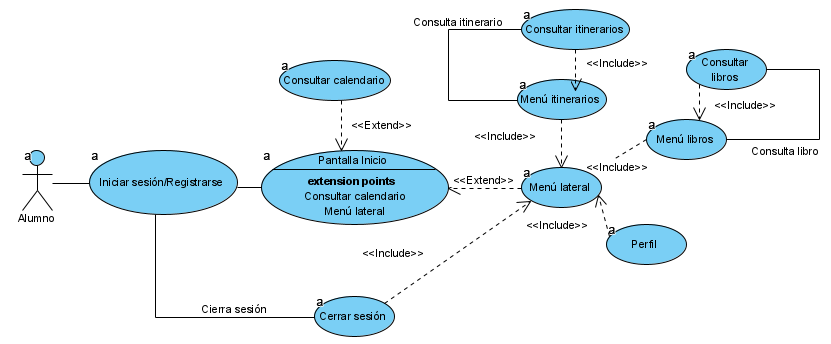 Consulta itinerario
a
Consultar itinerarios
<<Include>>
a
Consultar calendario
a
Consultar
libros
a
Menú itinerarios
<<Include>>
<<Extend>>
<<Include>>
a
Menú libros
Consulta libro
a
Alumno
a
Iniciar sesión/Registrarse
a
Pantalla Inicio
extension points
Consultar calendario
Menú lateral
<<Extend>>
a
Menú lateral
<<Include>>
<<Include>>
a
Perfil
<<Include>>
Cierra sesión
a
Cerrar sesión